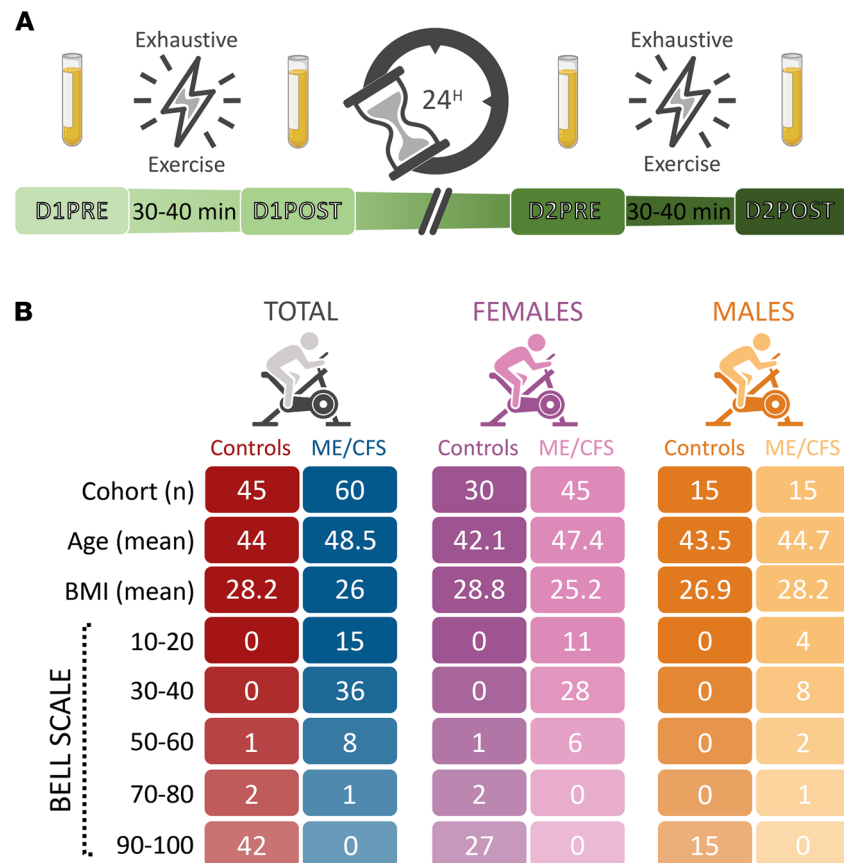 A
Exhaustive Exhaustive
24H
Exercise Exercise
D1PRE 30-40 min D1POST D2PRE 30-40 min D2POST
B
TOTAL FEMALES MALES
Controls ME/CFS Controls ME/CFS Controls ME/CFS
Cohort (n) 45 60 30 45 15 15
Age (mean) 44 48.5 42.1 47.4 43.5 44.7
BMI (mean) 28.2 26 28.8 25.2 26.9 28.2
BELL SCALE
10-20 0 15 0 11 0 4
30-40 0 36 0 28 0 8
50-60 1 8 1 6 0 2
70-80 2 1 2 0 0 1
90-100 42 0 27 0 15 0